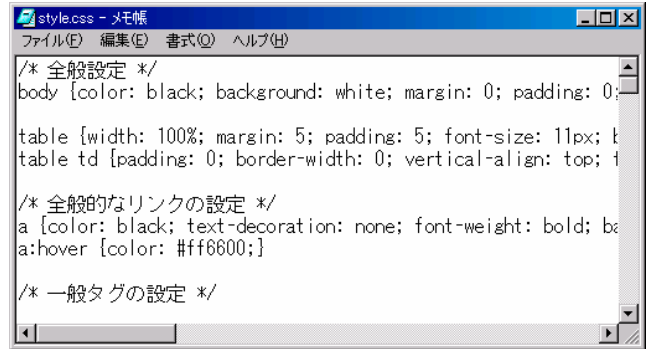 style.css - メモ帳
ファイル(F) 編集(E) 書式(O) ヘルプ(H)
/* 全般設定 */
body {color: black; background: white; margin: 0; padding: 0;
table {width: 100%; margin: 5; padding: 5; font-size: 11px;
table td {padding: 0; border-width: 0; vertical-align: top;
/* 全般的なリンクの設定 */
a {color: black; text-decoration: none; font-weight: bold;
a:hover {color: #ff6600;}
/* 一般タグの設定 */